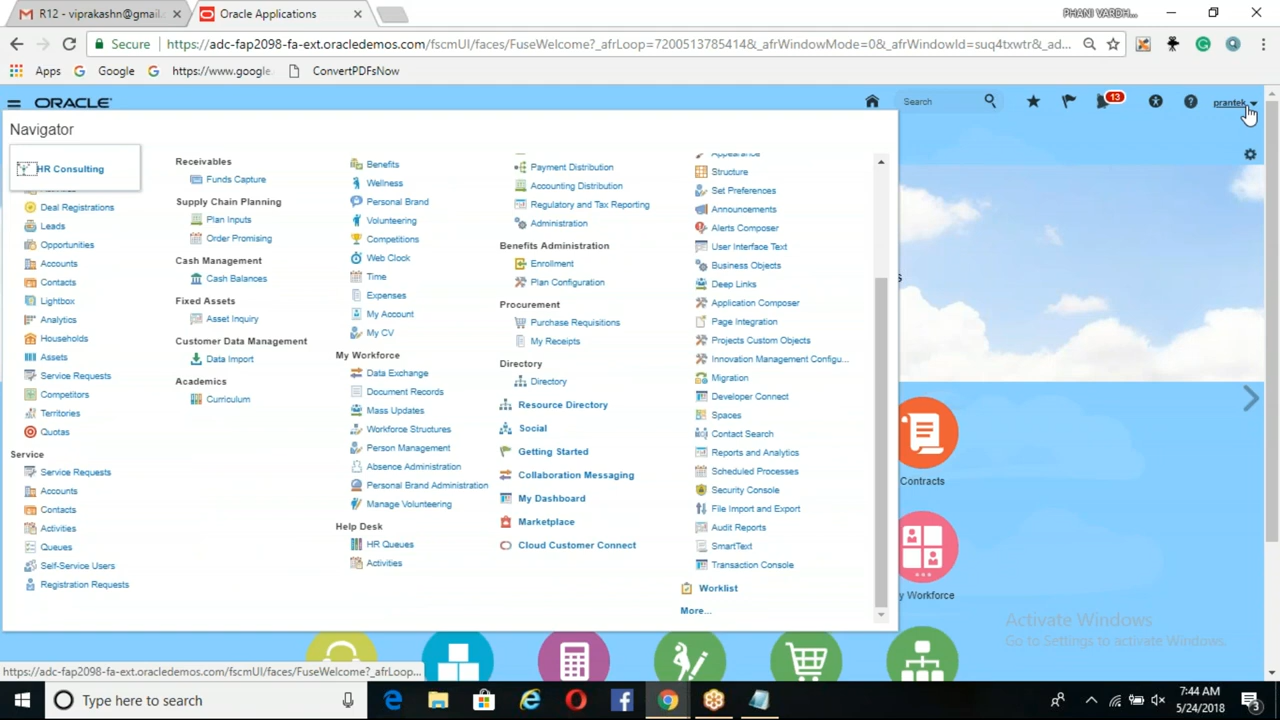 R12 - viprakashn@gmail.
Oracle Applications
PHANI VARDH...
Secure
https://adc-fap2098-fa-ext.oracledemos.com/fscmUI/faces/FuseWelcome?_afrLoop=7200513785414&_afrWindowMode=0&_afrWindowId=suq4txwtr&_ad...
Apps
Google
https://www.google
ConvertPDFsNow
ORACLE
Search
13
prantek
Navigator
HR Consulting
Deal Registrations
Leads
Opportunities
Accounts
Contacts
Lightbox
Analytics
Households
Assets
Service Requests
Competitors
Territories
Quotas
Service
Service Requests
Accounts
Contacts
Activities
Queues
Self-Service Users
Registration Requests
Receivables
Funds Capture
Supply Chain Planning
Plan Inputs
Order Promising
Cash Management
Cash Balances
Fixed Assets
Asset Inquiry
Customer Data Management
Data Import
Academics
Curriculum
Benefits
Wellness
Personal Brand
Volunteering
Competitions
Web Clock
Time
Expenses
My Account
My CV
My Workforce
Data Exchange
Document Records
Mass Updates
Workforce Structures
Person Management
Absence Administration
Personal Brand Administration
Manage Volunteering
Help Desk
HR Queues
Activities
Payment Distribution
Accounting Distribution
Regulatory and Tax Reporting
Administration
Benefits Administration
Enrollment
Plan Configuration
Procurement
Purchase Requisitions
My Receipts
Directory
Directory
Resource Directory
Social
Getting Started
Collaboration Messaging
My Dashboard
Marketplace
Cloud Customer Connect
Appearance
Structure
Set Preferences
Announcements
Alerts Composer
User Interface Text
Business Objects
Deep Links
Application Composer
Page Integration
Projects Custom Objects
Innovation Management Configu...
Migration
Developer Connect
Spaces
Contact Search
Reports and Analytics
Scheduled Processes
Security Console
File Import and Export
Audit Reports
SmartText
Transaction Console
Worklist
More...
s
Contracts
y Workforce
Activate Windows
Go to Settings to activate Windows.
https://adc-fap2098-fa-ext.oracledemos.com/fscmUI/faces/FuseWelcome?_afrLoop...
Type here to search
7:44 AM
5/24/2018
3